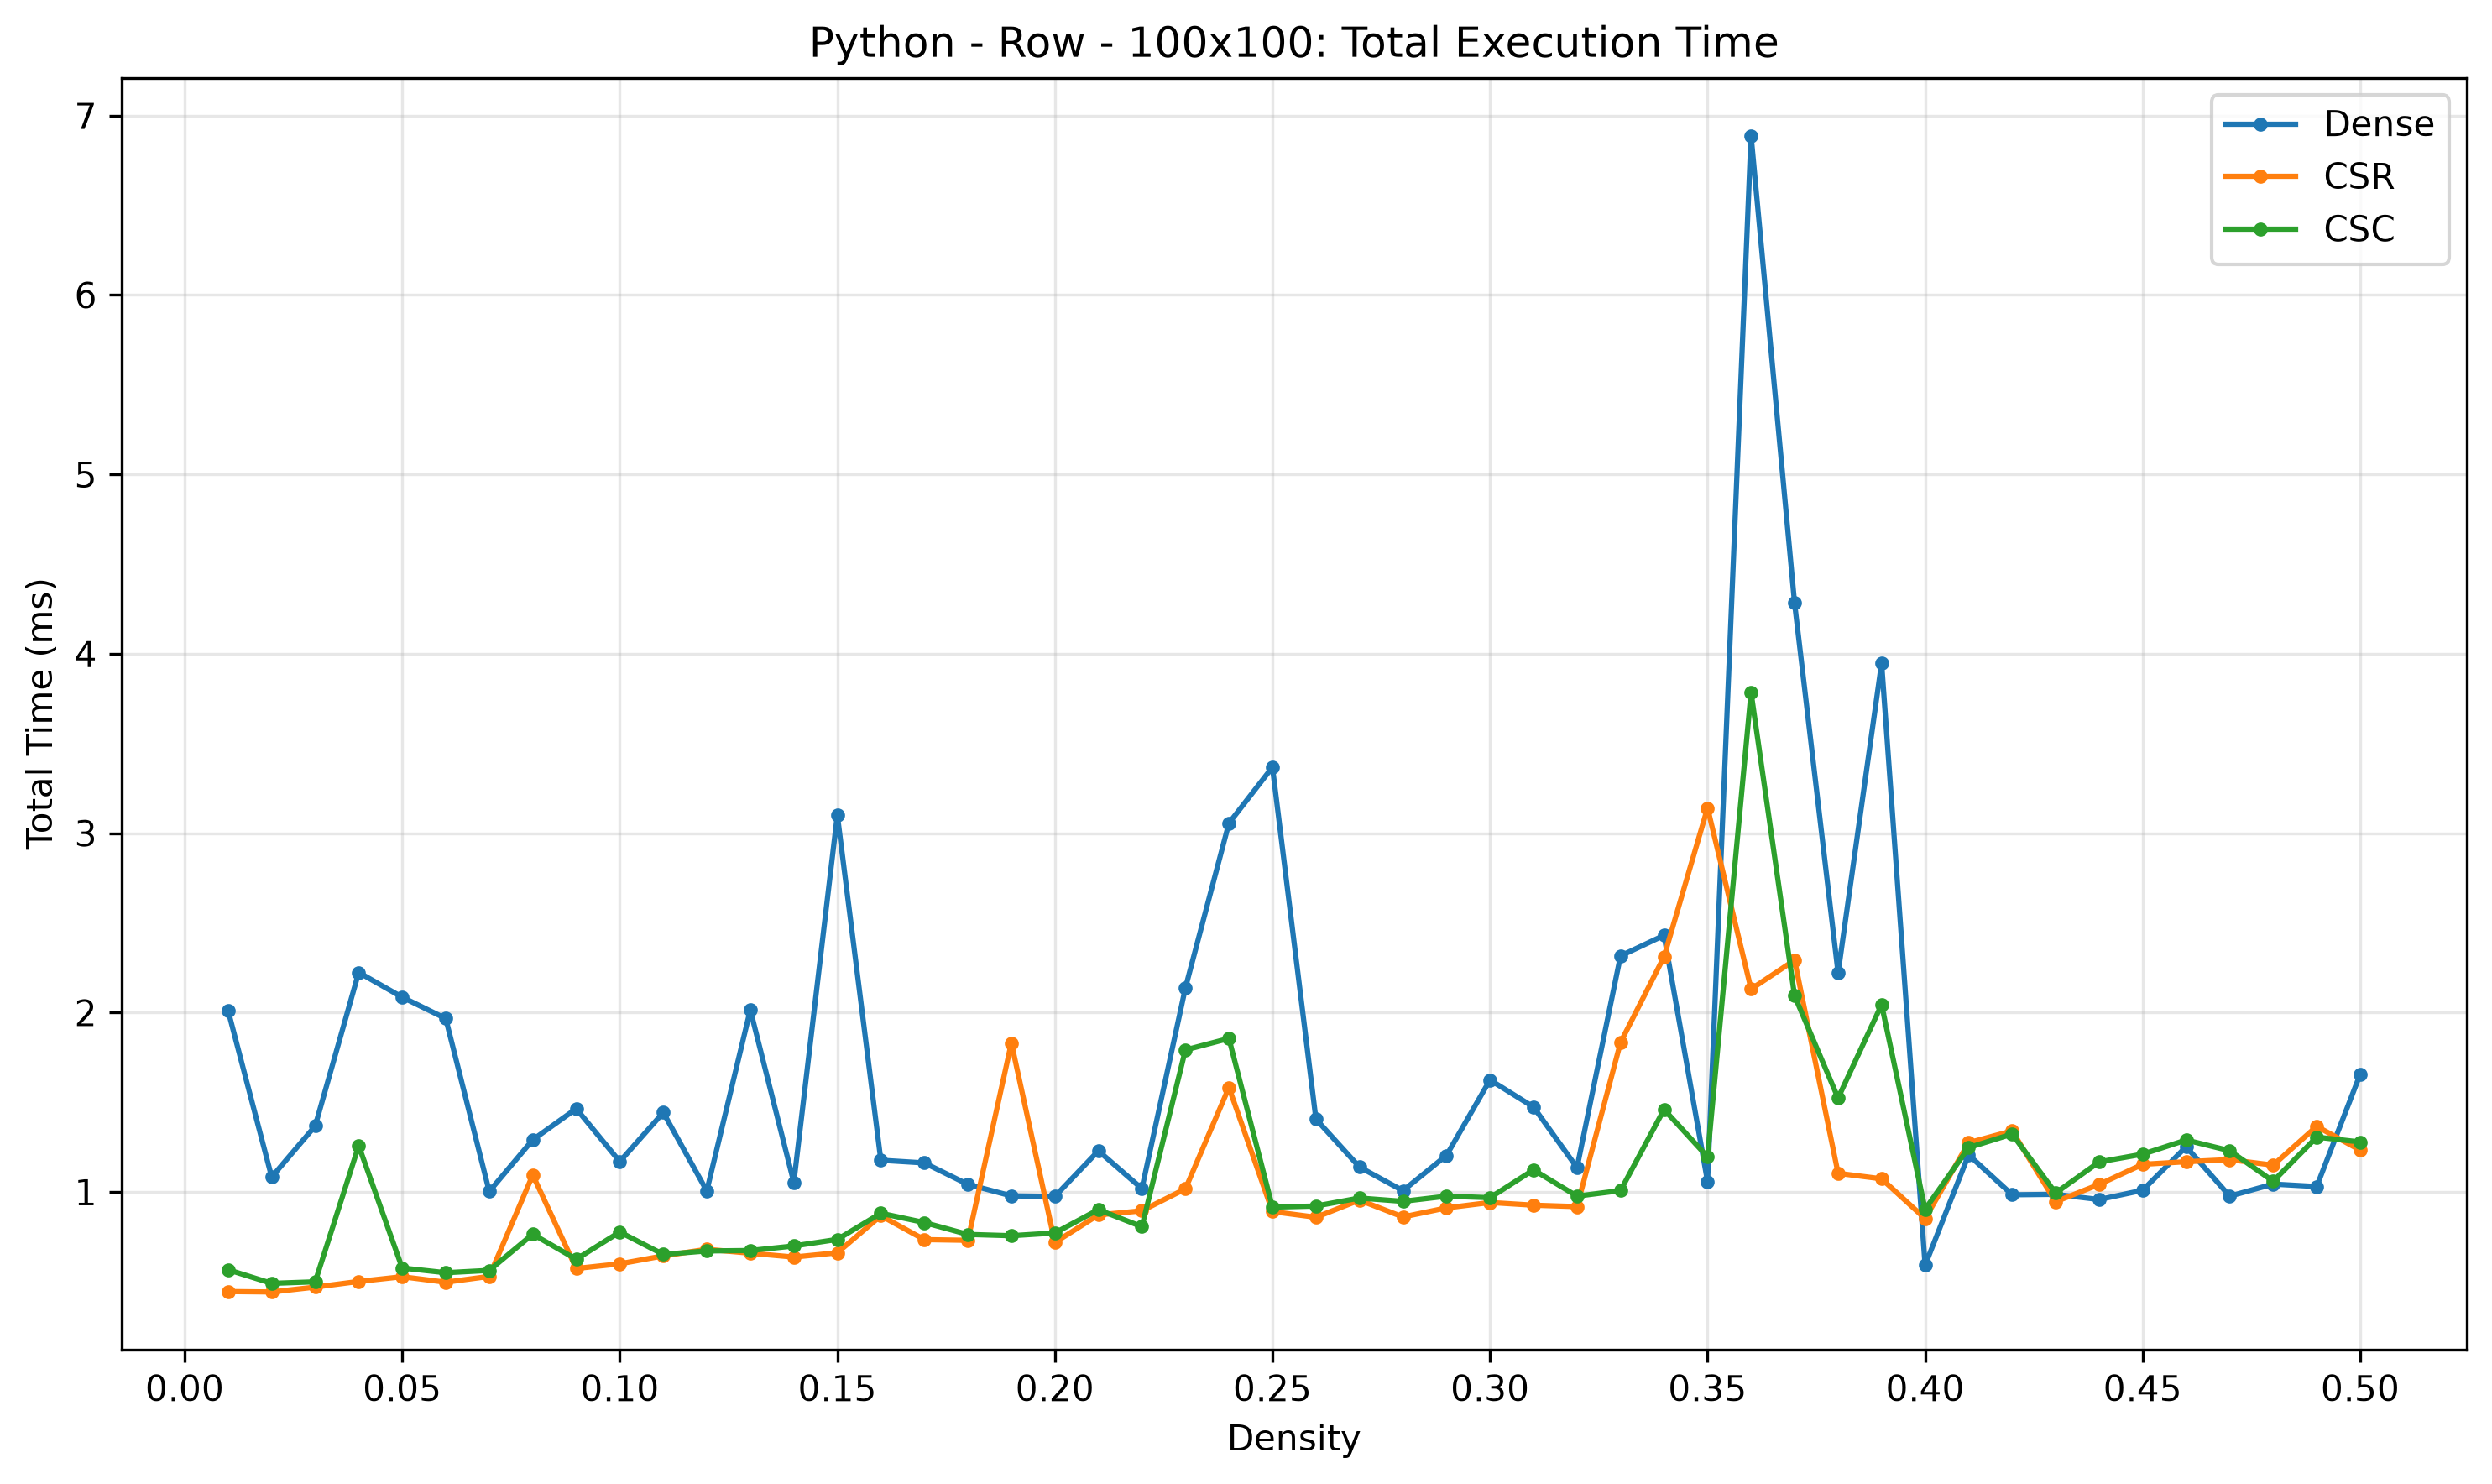 Python - Row - 100x100: Total Execution Time
Dense
CSR
CSC
Total Time (ms)
7
6
5
4
3
2
1
0.00 0.05 0.10 0.15 0.20 0.25 0.30 0.35 0.40 0.45 0.50
Density